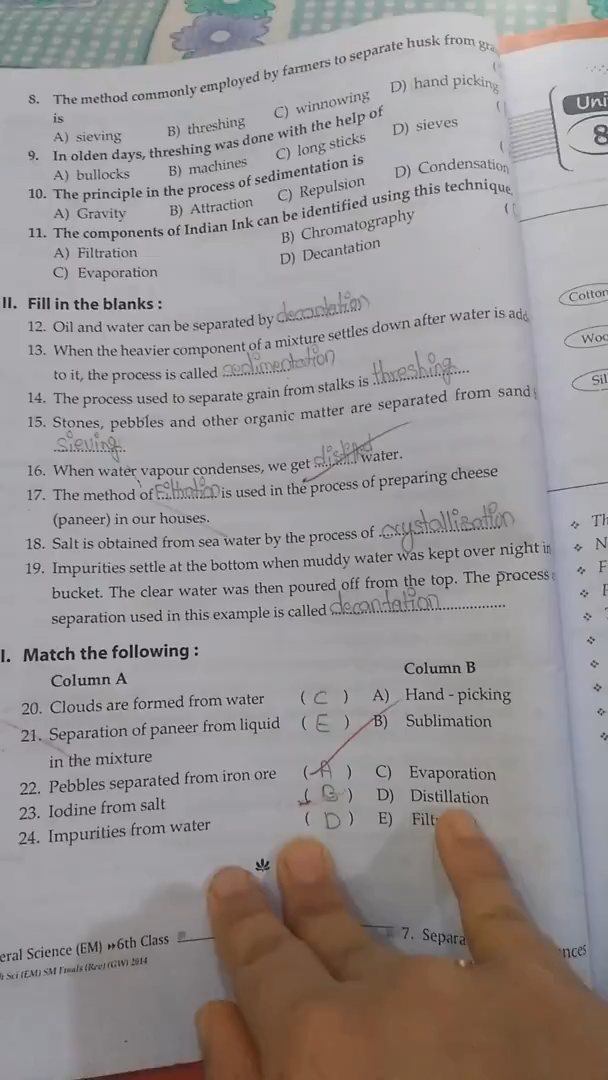 8. The method commonly employed by farmers to separate husk from gra
is (
A) sieving B) threshing C) winnowing D) hand picking
9. In olden days, threshing was done with the help of (
A) bullocks B) machines C) long sticks D) sieves
10. The principle in the process of sedimentation is (
A) Gravity B) Attraction C) Repulsion D) Condensation
11. The components of Indian Ink can be identified using this technique. (
A) Filtration B) Chromatography
C) Evaporation D) Decantation
II. Fill in the blanks :
12. Oil and water can be separated by decantation
13. When the heavier component of a mixture settles down after water is add
to it, the process is called sedimentation
14. The process used to separate grain from stalks is threshing
15. Stones, pebbles and other organic matter are separated from sand
sieving
16. When water vapour condenses, we get water.
17. The method of Filtration is used in the process of preparing cheese
(paneer) in our houses.
18. Salt is obtained from sea water by the process of crystallization
19. Impurities settle at the bottom when muddy water was kept over night in
bucket. The clear water was then poured off from the top. The process
separation used in this example is called decantation
I. Match the following :
Column A Column B
20. Clouds are formed from water ( C ) A) Hand - picking
21. Separation of paneer from liquid ( E ) B) Sublimation
in the mixture
22. Pebbles separated from iron ore ( A ) C) Evaporation
23. Iodine from salt ( B ) D) Distillation
24. Impurities from water ( D ) E) Filt
eral Science (EM) 6th Class 7. Separa nces
Sci (EM) SM Finals (Rev) (GW) 2014
Uni
8
Cotton
Woo
Sil
Th
N
F